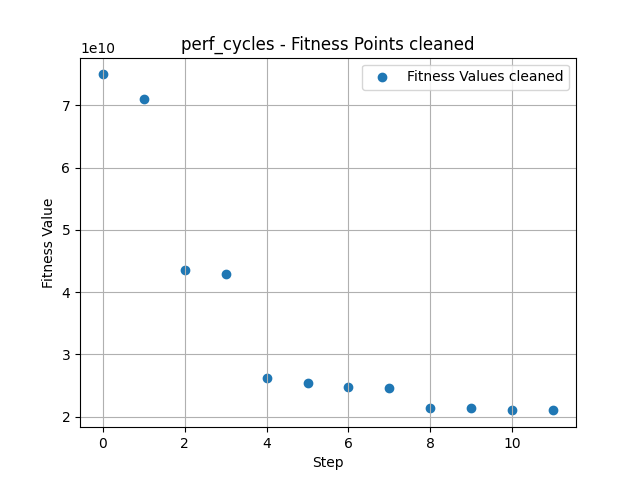 perf_cycles - Fitness Points cleaned
1e10
Fitness Values cleaned
7
6
5
4
3
2
Fitness Value
0 2 4 6 8 10
Step